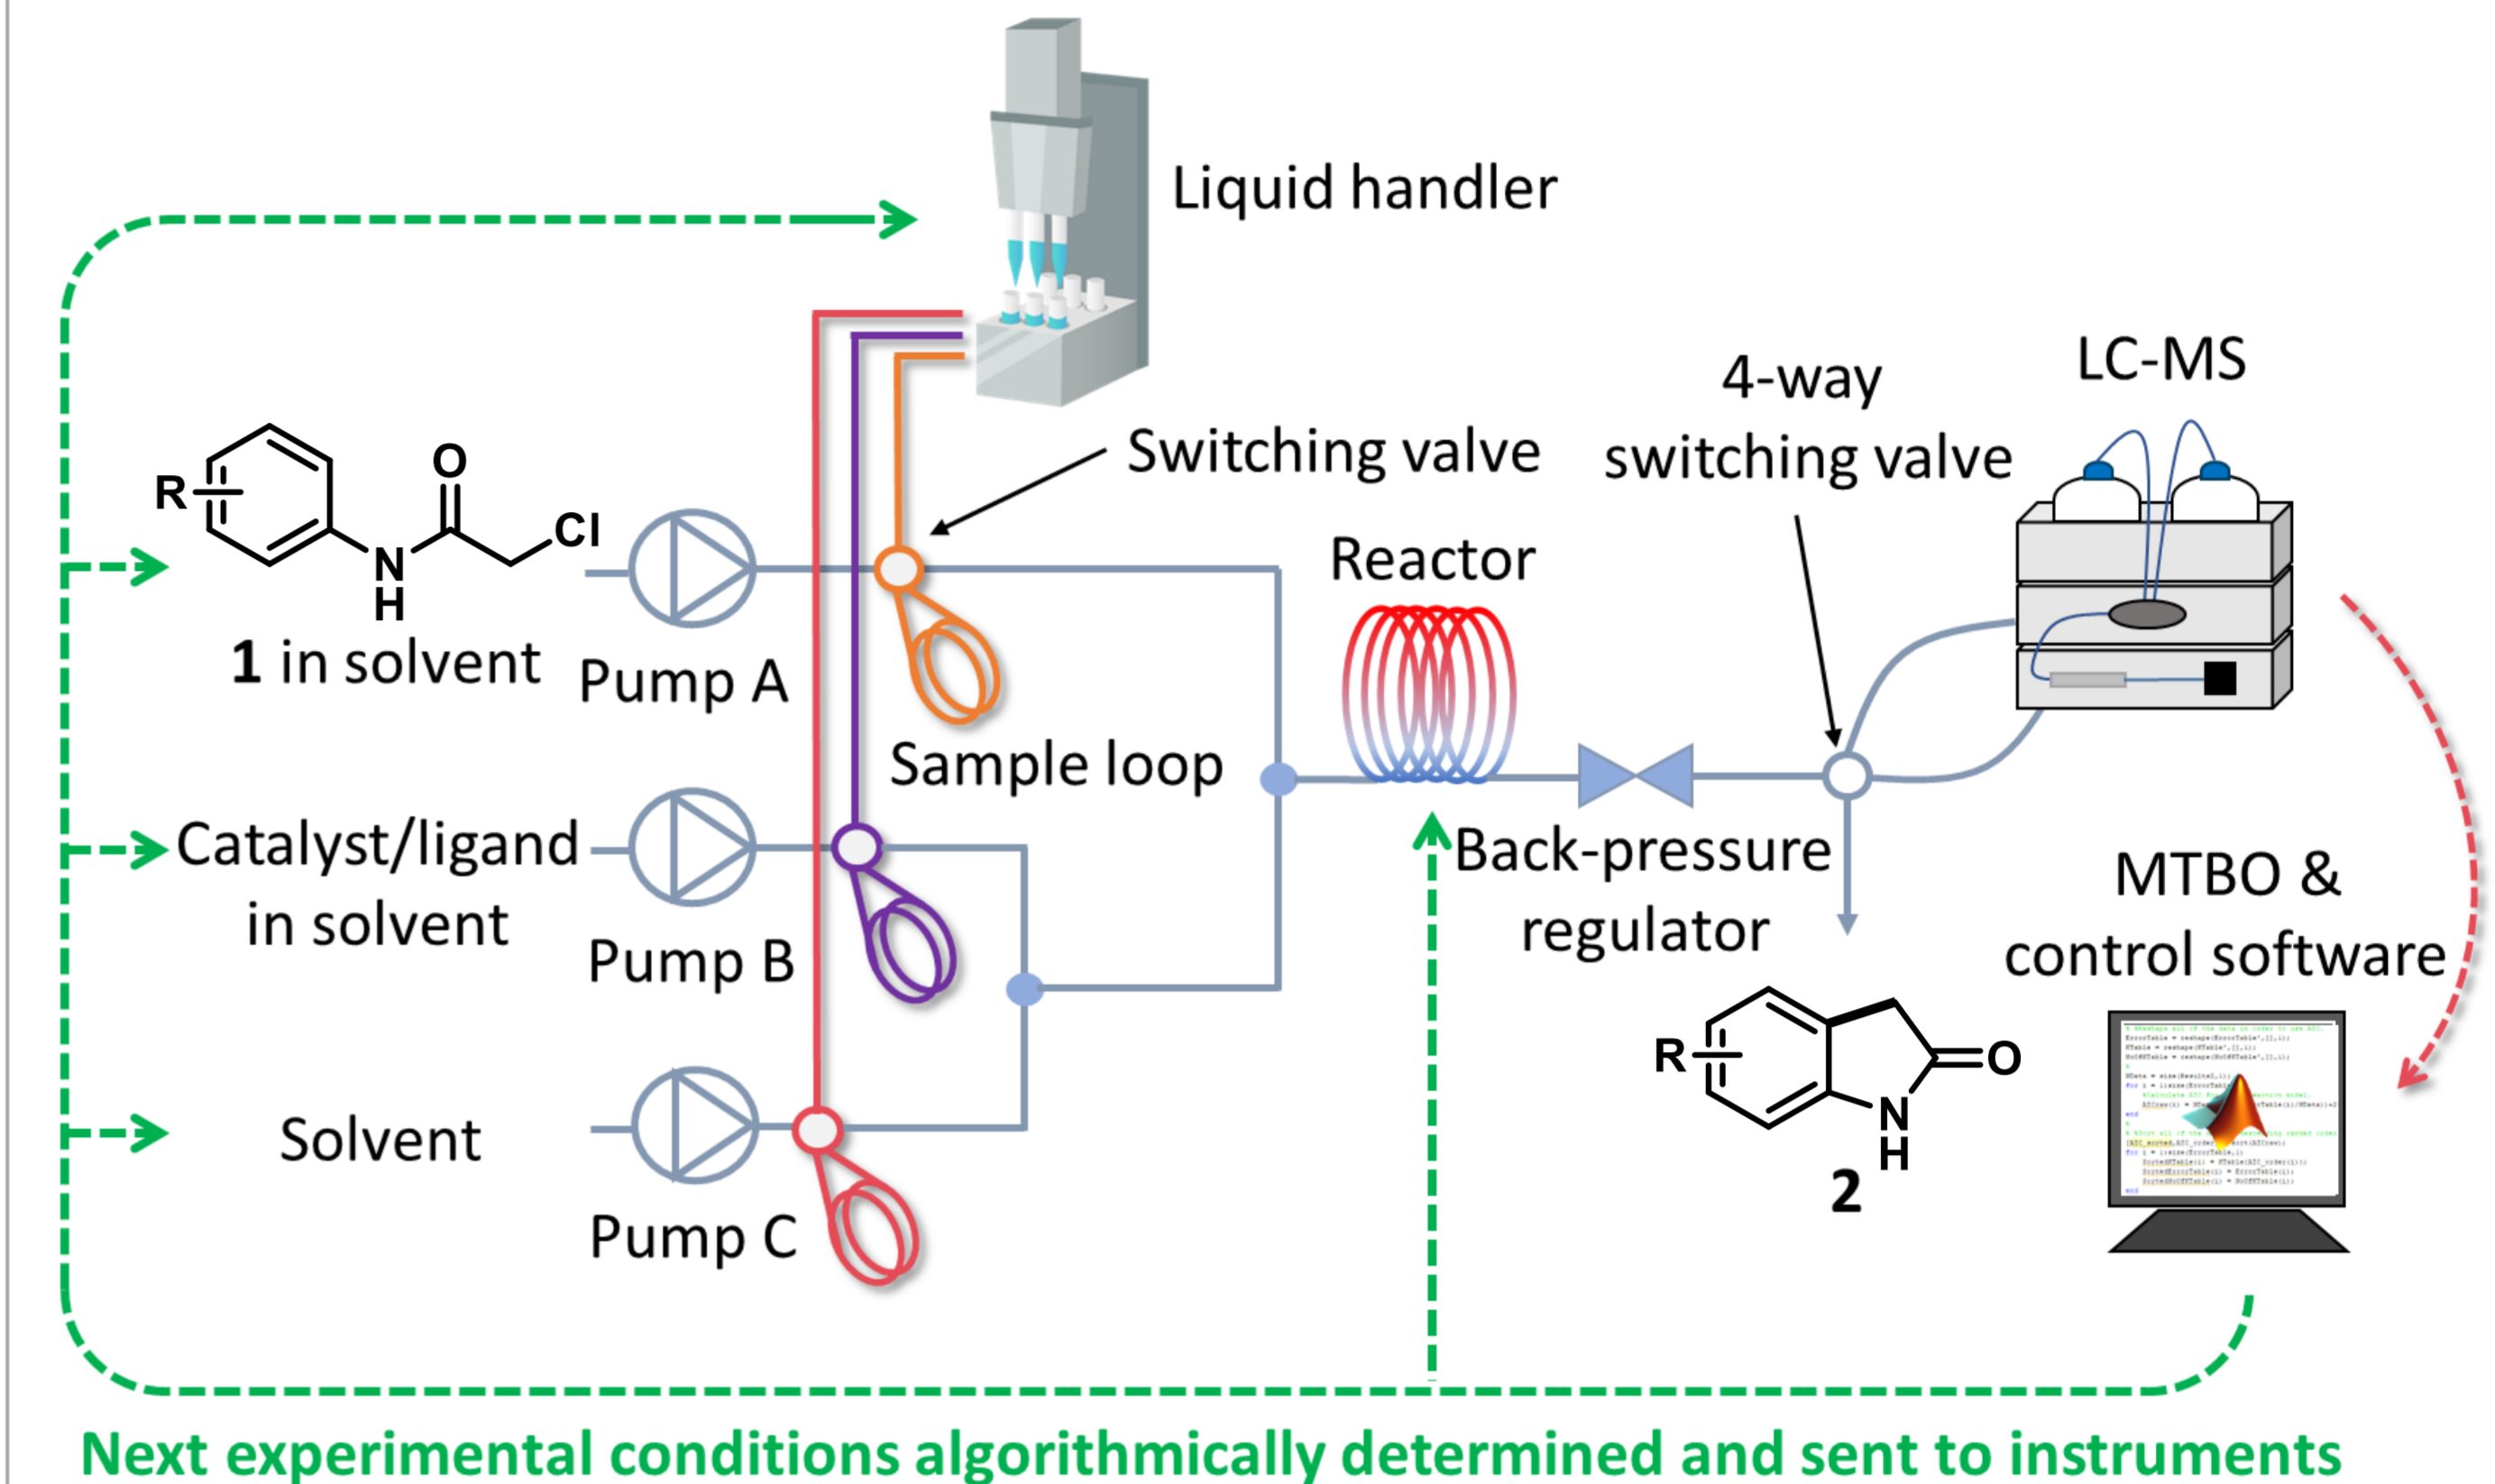 Liquid handler
LC-MS
4-way
switching valve
Switching valve
Reactor
O
R
Cl
N
H
1 in solvent
Pump A
Sample loop
Catalyst/ligand
in solvent
Pump B
Back-pressure
regulator
MTBO &
control software
R
O
N
H
2
Solvent
Pump C
Next experimental conditions algorithmically determined and sent to instruments